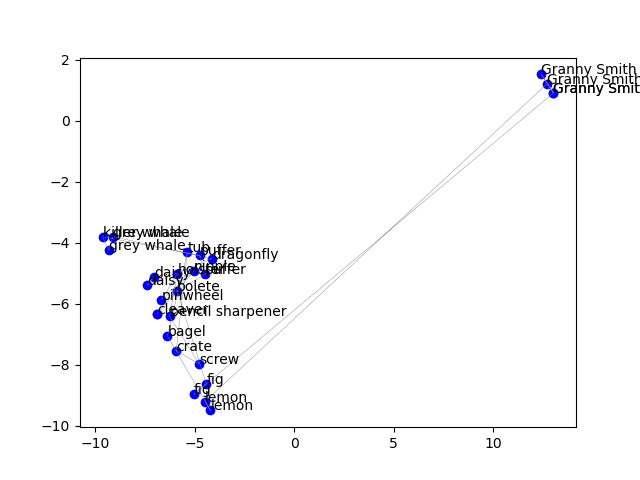 2
0
−2
−4
−6
−8
−10
−10
−5
0
5
10
Granny Smith
Granny Smith
Granny Smith
killer whale
grey whale
grey whale
tub
puffer
dragonfly
nipple
puffer
daisy
daisy
bolete
pinwheel
cleaver
pencil sharpener
bagel
crate
screw
fig
fig
lemon
lemon